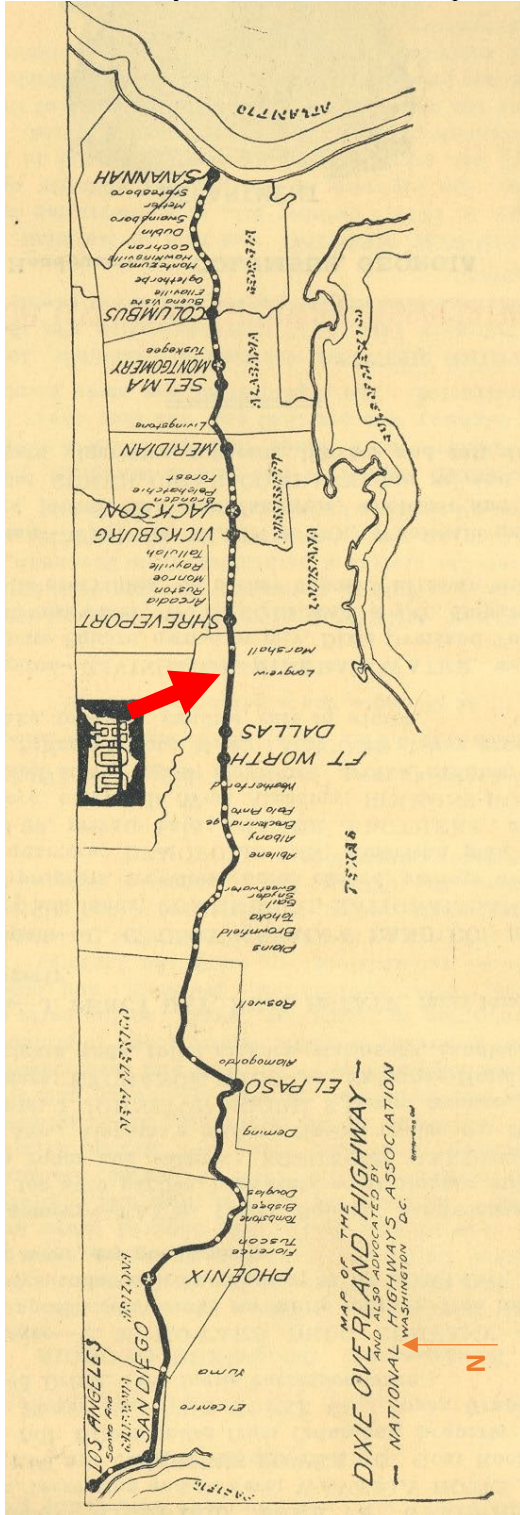 ATLANTIC
SAVANNAH
Statesboro
Metter
Swainsboro
Dublin
Cochran
Hawkinsville
Montezuma
Oglethorpe
Ellaville
Buena Vista
COLUMBUS
GEORGIA
Tuskegee
MONTGOMERY
SELMA
ALABAMA
GULF OF MEXICO
Livingstone
MERIDIAN
Forest
Pelahatchie
Brandon
JACKSON
VICKSBURG
MISSISSIPPI
Tallulah
Rayville
Monroe
Ruston
Arcadia
SHREVEPORT
LOUISIANA
Marshall
Longview
D.O.H.
DALLAS
FT WORTH
Weatherford
Palo Pinto
Breckenridge
Albany
Abilene
TEXAS
Sweetwater
Snyder
Gail
Tahoka
Brownfield
Plains
Roswell
NEW MEXICO
Alamogordo
EL PASO
Deming
Douglas
Bisbee
Tombstone
Tuscon
Florence
PHOENIX
ARIZONA
Yuma
El Centro
SAN DIEGO
CALIFORNIA
Santa Ana
LOS ANGELES
PACIFIC
MAP OF THE
DIXIE OVERLAND HIGHWAY—
AND ALSO ADVOCATED BY
— NATIONAL HIGHWAYS ASSOCIATION
WASHINGTON D.C.
N